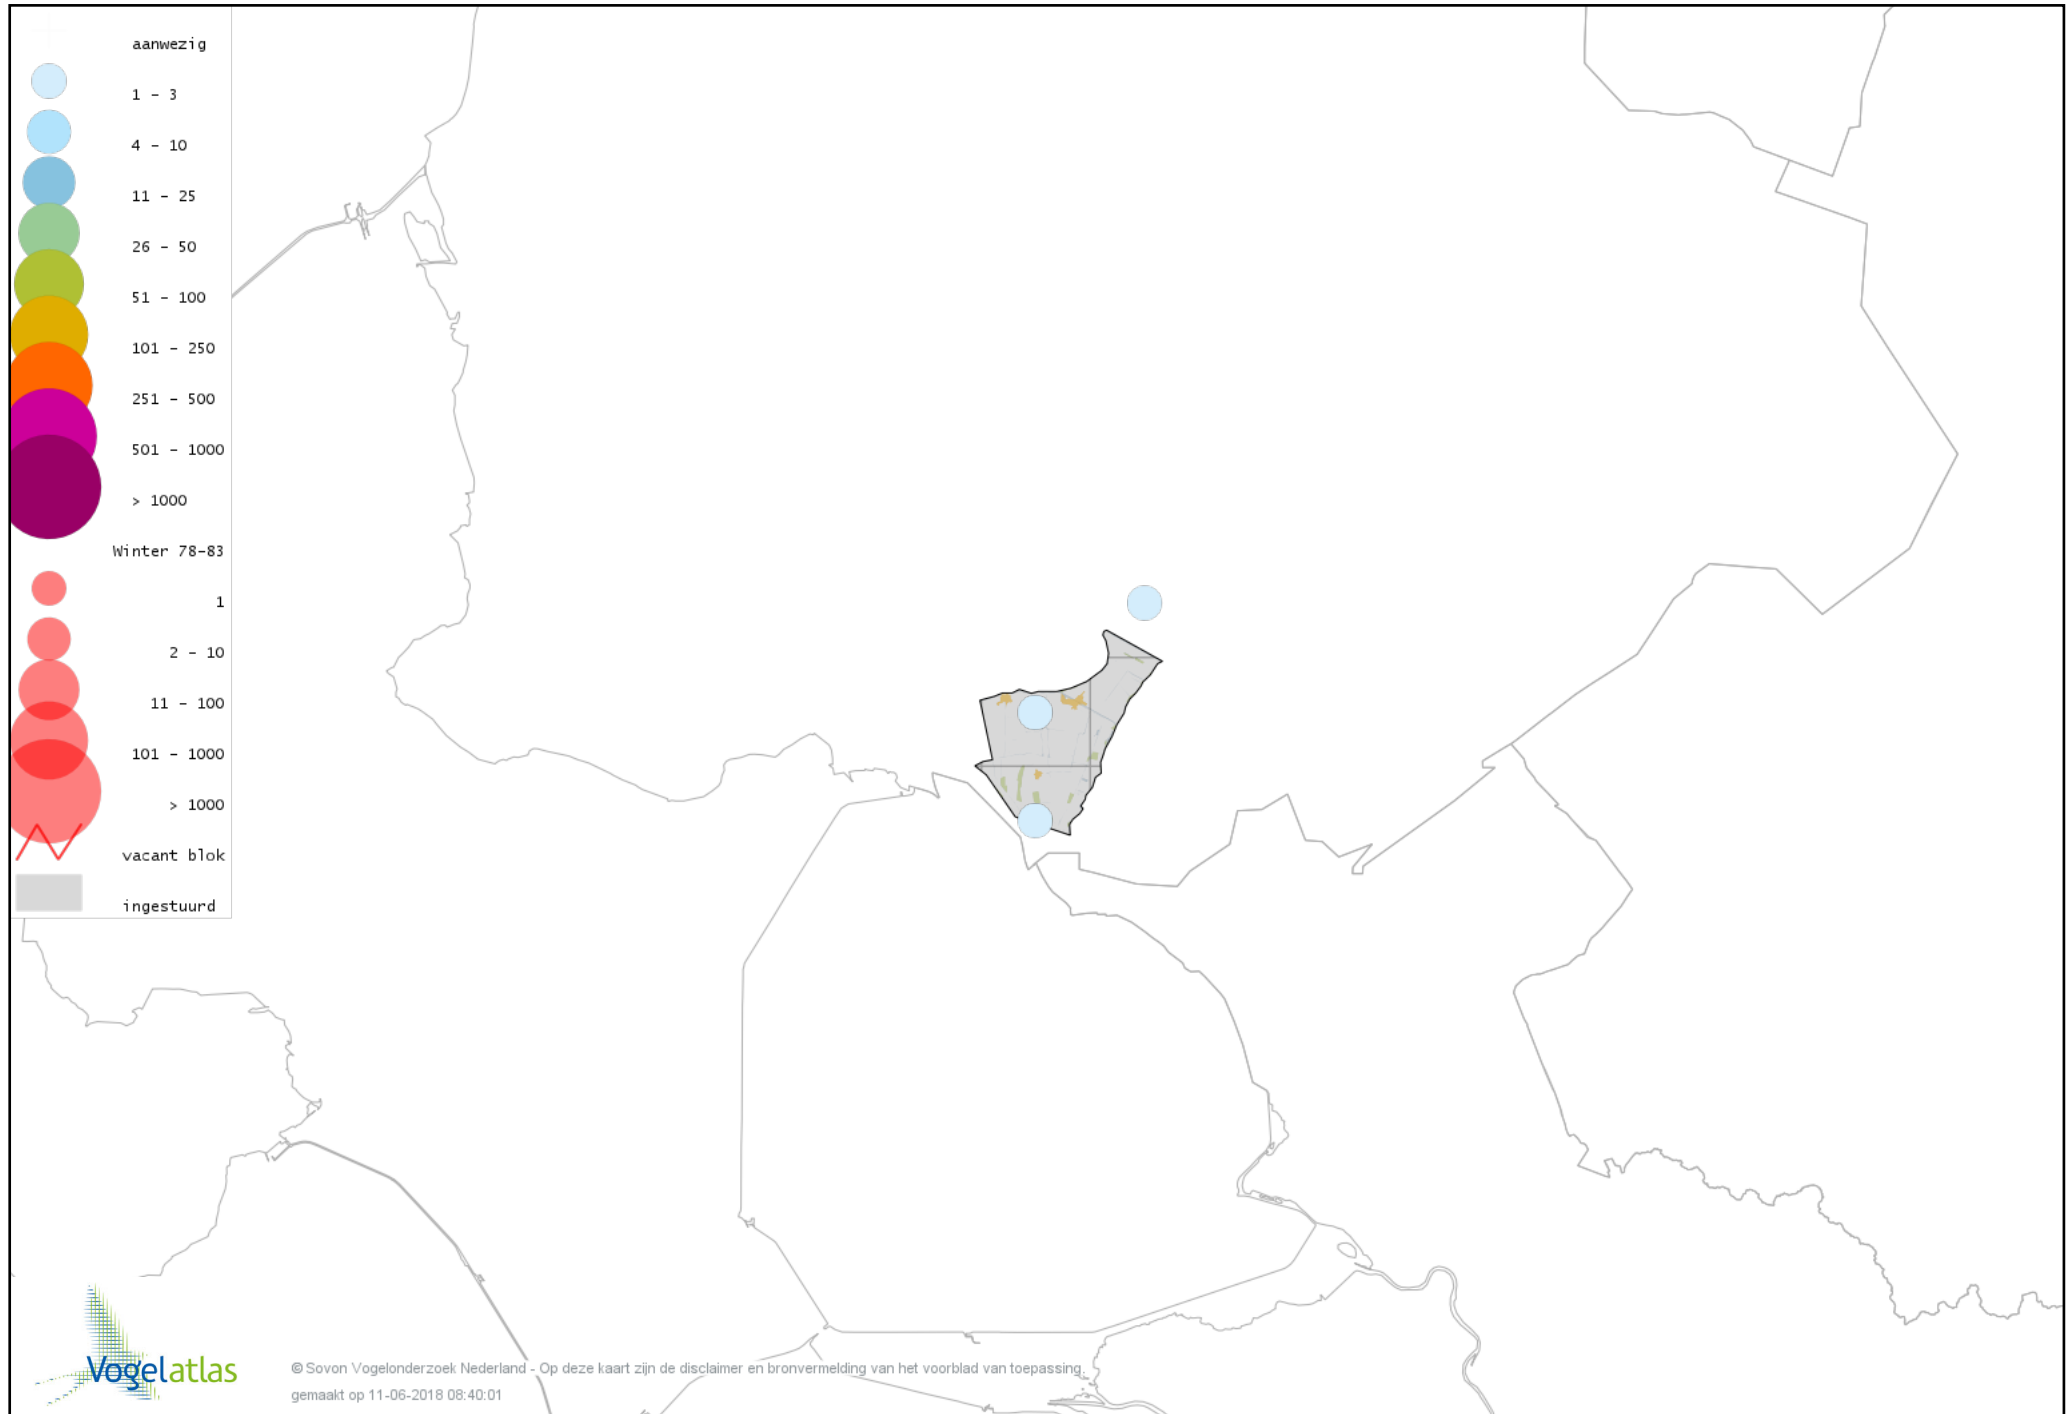 aanwezig
1 - 3
4 - 10
11 - 25
26 - 50
51 - 100
101 - 250
251 - 500
501 - 1000
> 1000
Winter 78-83
1
2 - 10
11 - 100
101 - 1000
> 1000
vacant blok
ingestuurd
Vogelatlas
© Sovon Vogelonderzoek Nederland - Op deze kaart zijn de disclaimer en bronvermelding van het voorblad van toepassing.
gemaakt op 11-06-2018 08:40:01